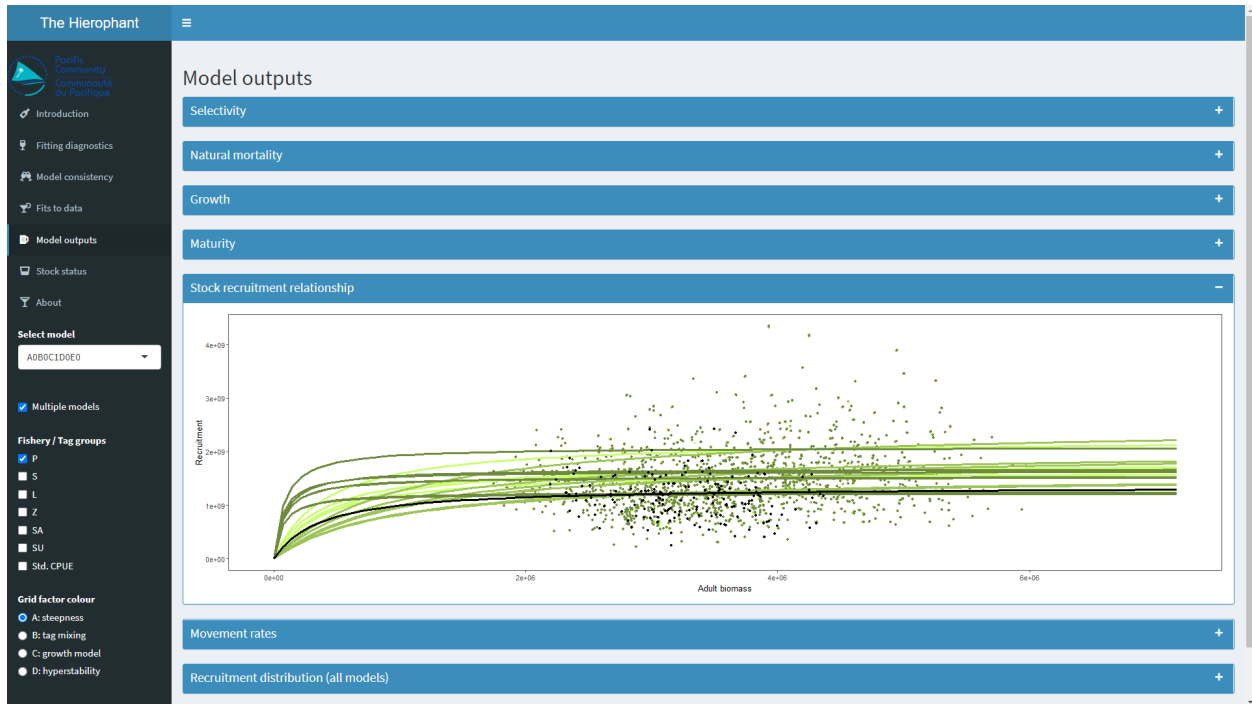 The Hierophant
Pacific
Community
Communauté
du Pacifique
Introduction
Fitting diagnostics
Model consistency
Fits to data
Model outputs
Stock status
About
Select model
A0B0C1D0E0
Multiple models
Fishery / Tag groups
P
S
L
Z
SA
SU
Std. CPUE
Grid factor colour
A: steepness
B: tag mixing
C: growth model
D: hyperstability
Model outputs
Selectivity
Natural mortality
Growth
Maturity
Stock recruitment relationship
Recruitment
4e+09
3e+09
2e+09
1e+09
0e+00
0e+00 2e+06 4e+06 6e+06
Adult biomass
Movement rates
Recruitment distribution (all models)